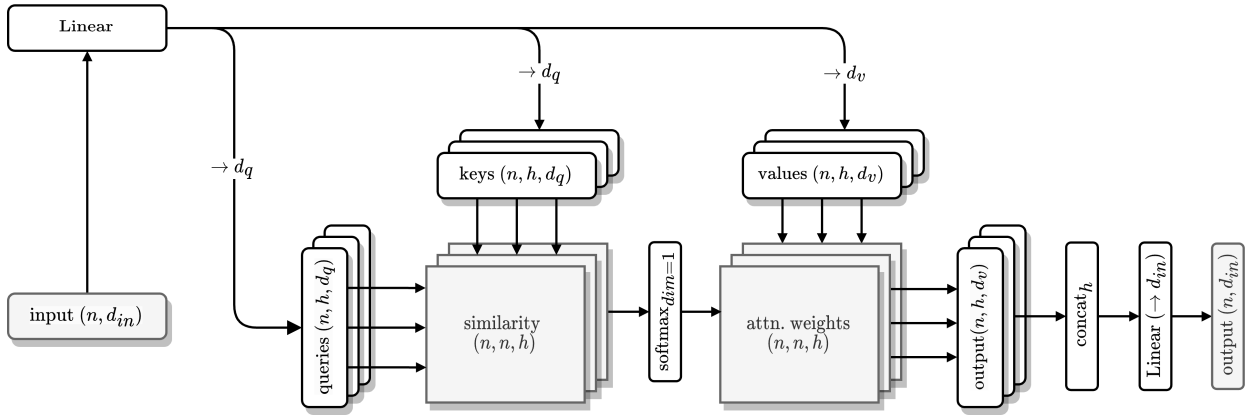 Linear
→ d_q
→ d_v
→ d_q
keys (n, h, d_q)
values (n, h, d_v)
input (n, d_in)
queries (n, h, d_q)
similarity
(n, n, h)
softmax_dim=1
attn. weights
(n, n, h)
output(n, h, d_v)
concat_h
Linear (→ d_in)
output (n, d_in)